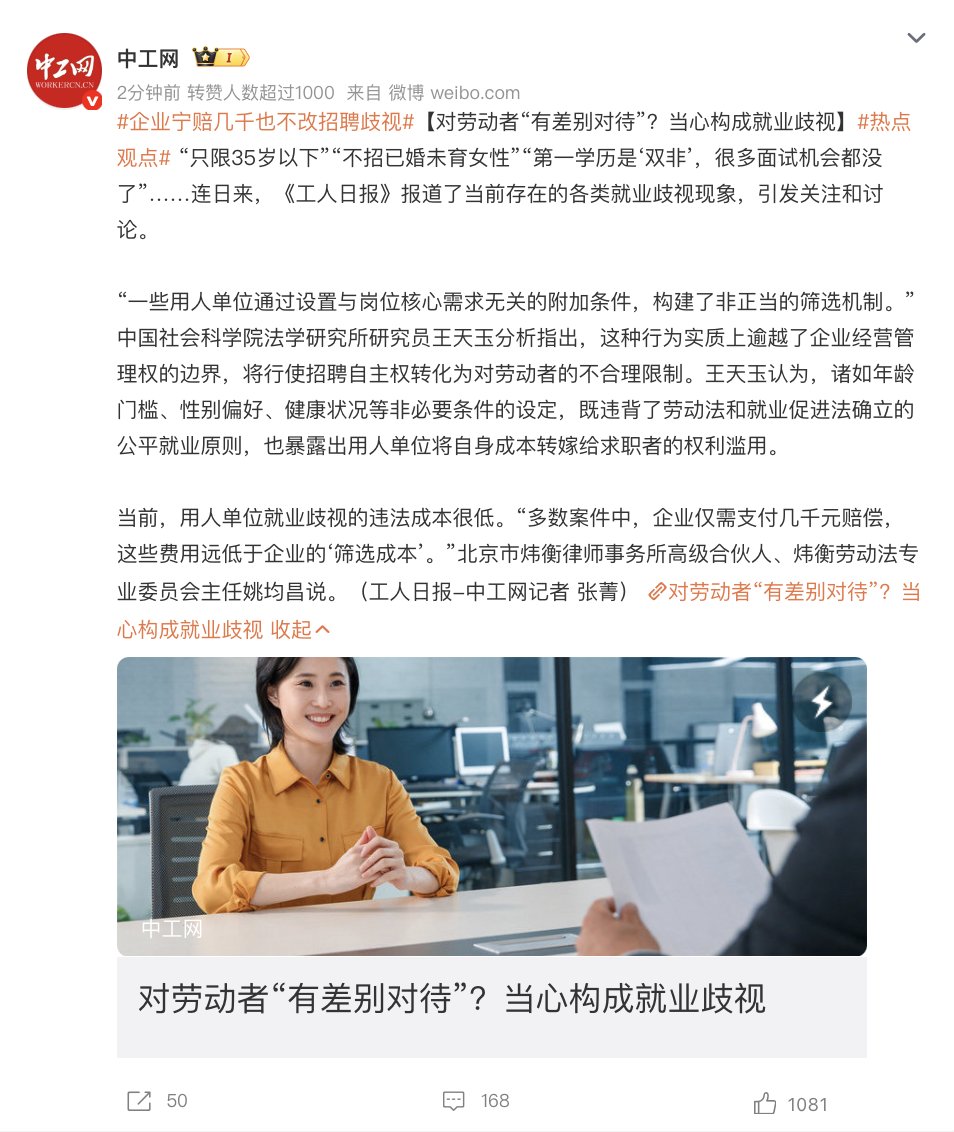 中工网
WORKERCN.CN
中工网 I
2分钟前 转赞人数超过1000 来自 微博 weibo.com
#企业宁赔几千也不改招聘歧视#【对劳动者“有差别对待”？当心构成就业歧视】#热点
观点# “只限35岁以下”“不招已婚未育女性”“第一学历是‘双非’，很多面试机会都没
了”……连日来，《工人日报》报道了当前存在的各类就业歧视现象，引发关注和讨
论。
“一些用人单位通过设置与岗位核心需求无关的附加条件，构建了非正当的筛选机制。”
中国社会科学院法学研究所研究员王天玉分析指出，这种行为实质上逾越了企业经营管
理权的边界，将行使招聘自主权转化为对劳动者的不合理限制。王天玉认为，诸如年龄
门槛、性别偏好、健康状况等非必要条件的设定，既违背了劳动法和就业促进法确立的
公平就业原则，也暴露出用人单位将自身成本转嫁给求职者的权利滥用。
当前，用人单位就业歧视的违法成本很低。“多数案件中，企业仅需支付几千元赔偿，
这些费用远低于企业的‘筛选成本’。”北京市炜衡律师事务所高级合伙人、炜衡劳动法专
业委员会主任姚均昌说。（工人日报-中工网记者 张菁） 对劳动者“有差别对待”？当
心构成就业歧视 收起
中工网
对劳动者“有差别对待”？当心构成就业歧视
50 168 1081